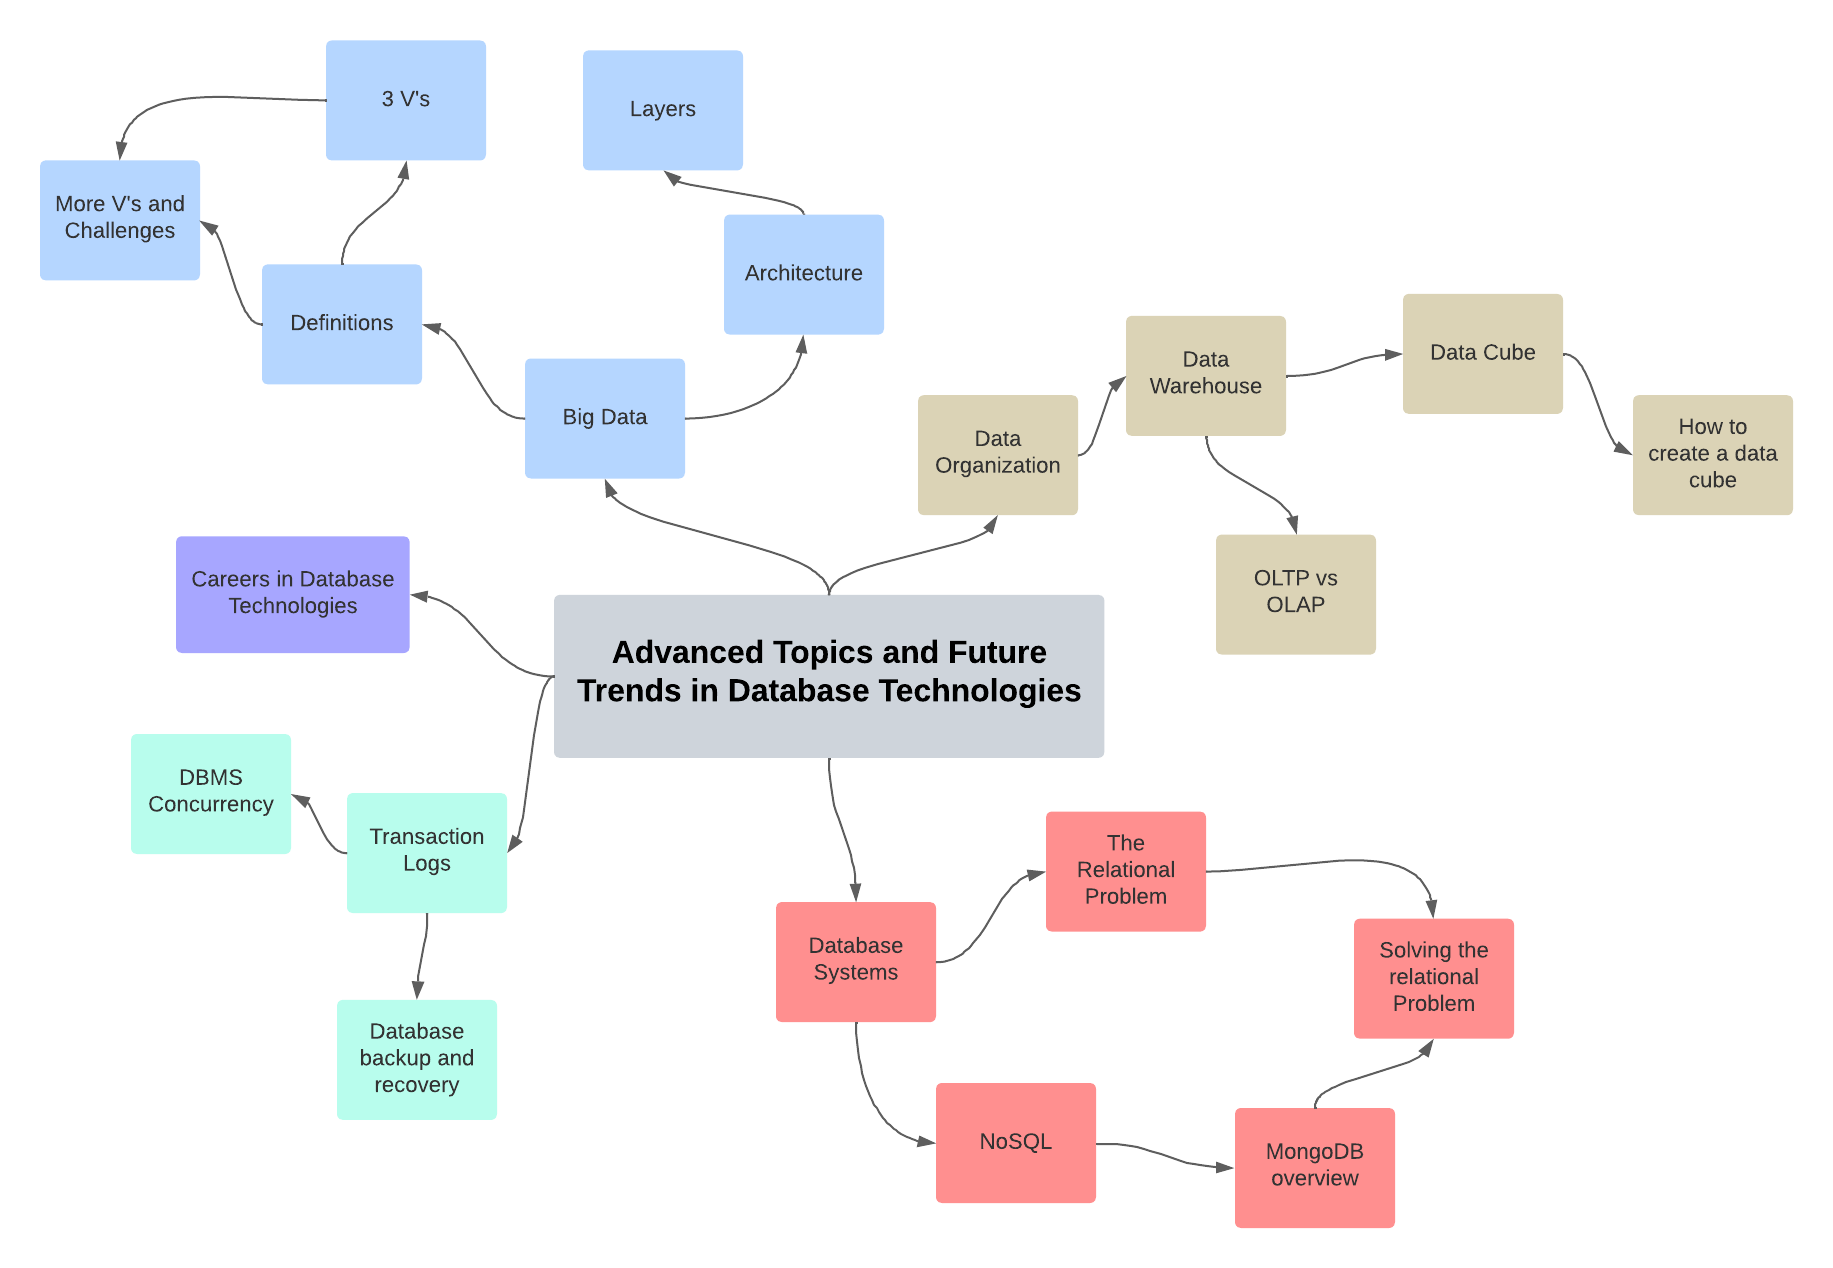 3 V's
Layers
More V's and
Challenges
Architecture
Definitions
Big Data
Data
Warehouse
Data Cube
Data
Organization
How to
create a data
cube
OLTP vs
OLAP
Careers in Database
Technologies
Advanced Topics and Future
Trends in Database Technologies
DBMS
Concurrency
Transaction
Logs
Database
backup and
recovery
Database
Systems
The
Relational
Problem
Solving the
relational
Problem
NoSQL
MongoDB
overview